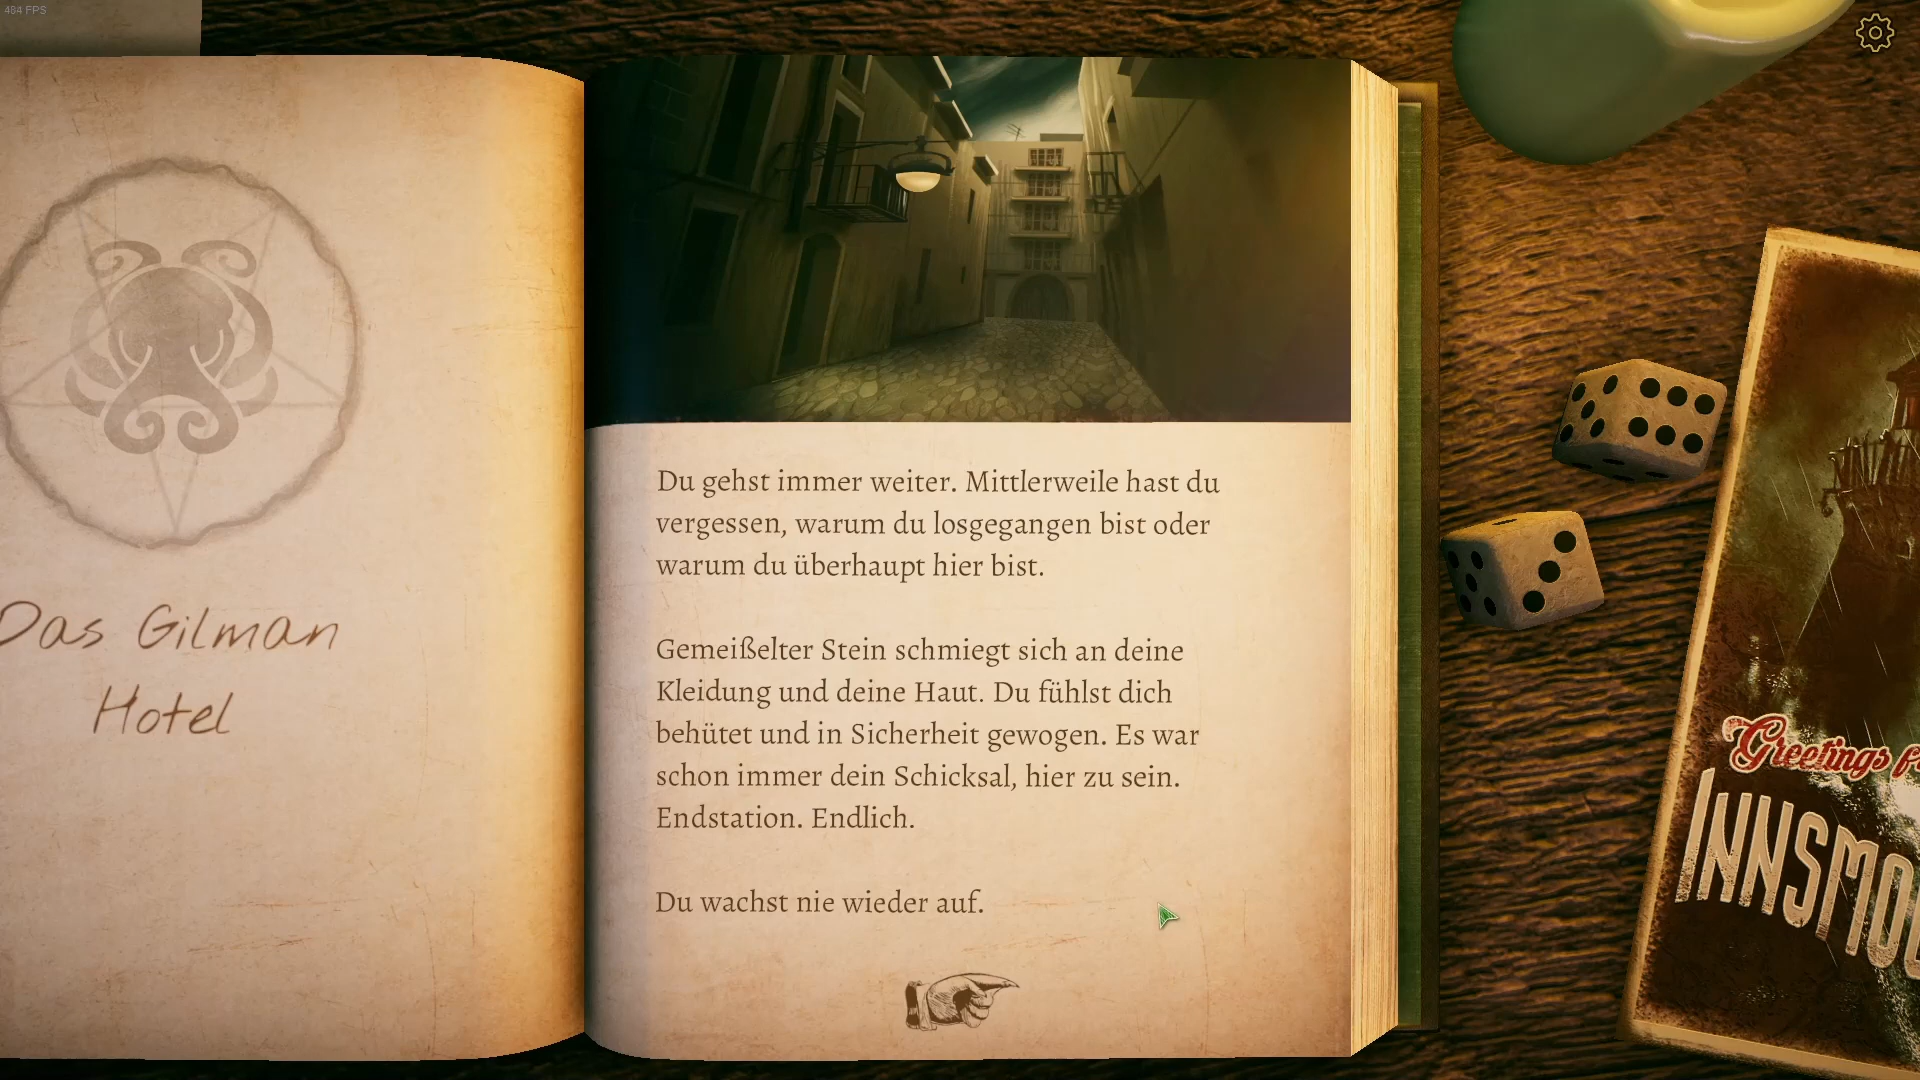 484 FPS
Das Gilman
Hotel
Du gehst immer weiter. Mittlerweile hast du
vergessen, warum du losgegangen bist oder
warum du überhaupt hier bist.
Gemeißelter Stein schmiegt sich an deine
Kleidung und deine Haut. Du fühlst dich
behütet und in Sicherheit gewogen. Es war
schon immer dein Schicksal, hier zu sein.
Endstation. Endlich.
Du wachst nie wieder auf.
Greetings